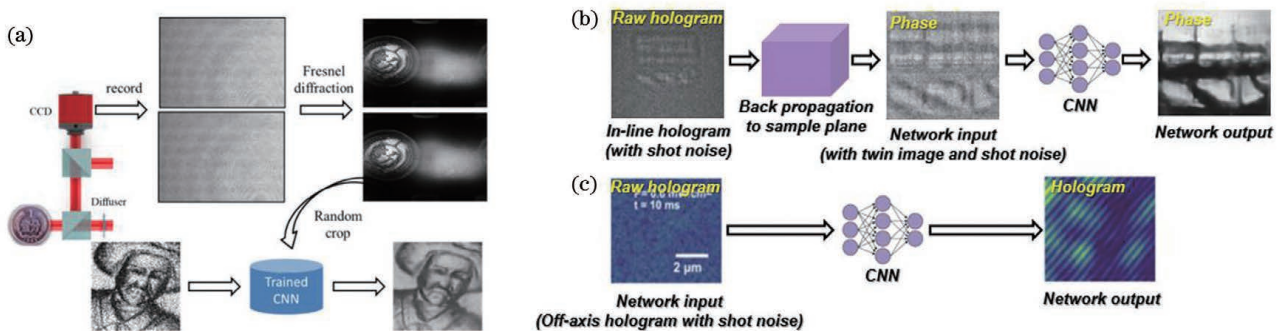 (a)
CCD
record
Fresnel
diffraction
Diffuser
Random
crop
Trained
CNN
(b)
Raw hologram
In-line hologram
(with shot noise)
Back propagation
to sample plane
Phase
Network input
(with twin image and shot noise)
CNN
Phase
Network output
(c)
Raw hologram
t = 10 ms
2 μm
Network input
(Off-axis hologram with shot noise)
CNN
Hologram
Network output